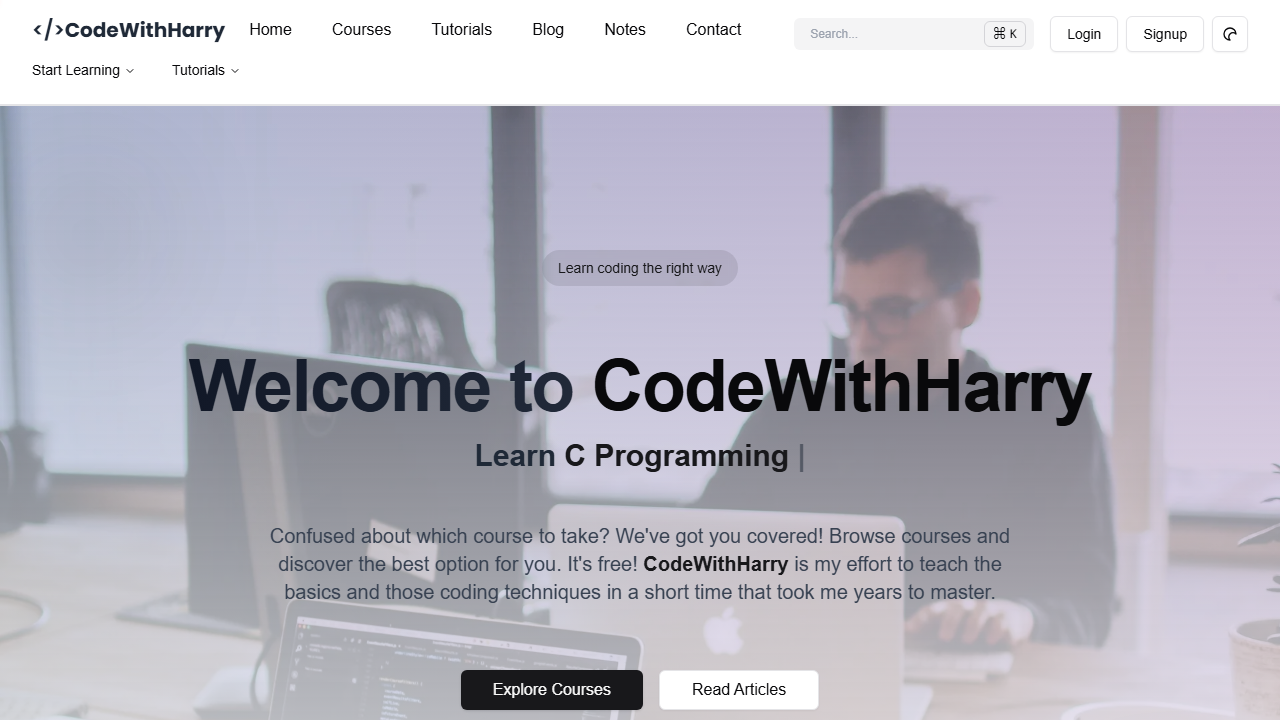 </>CodeWithHarry
Home
Courses
Tutorials
Blog
Notes
Contact
Search...
⌘ K
Login
Signup
Start Learning
Tutorials
Learn coding the right way
Welcome to CodeWithHarry
Learn C Programming |
Confused about which course to take? We've got you covered! Browse courses and
discover the best option for you. It's free! CodeWithHarry is my effort to teach the
basics and those coding techniques in a short time that took me years to master.
Explore Courses
Read Articles